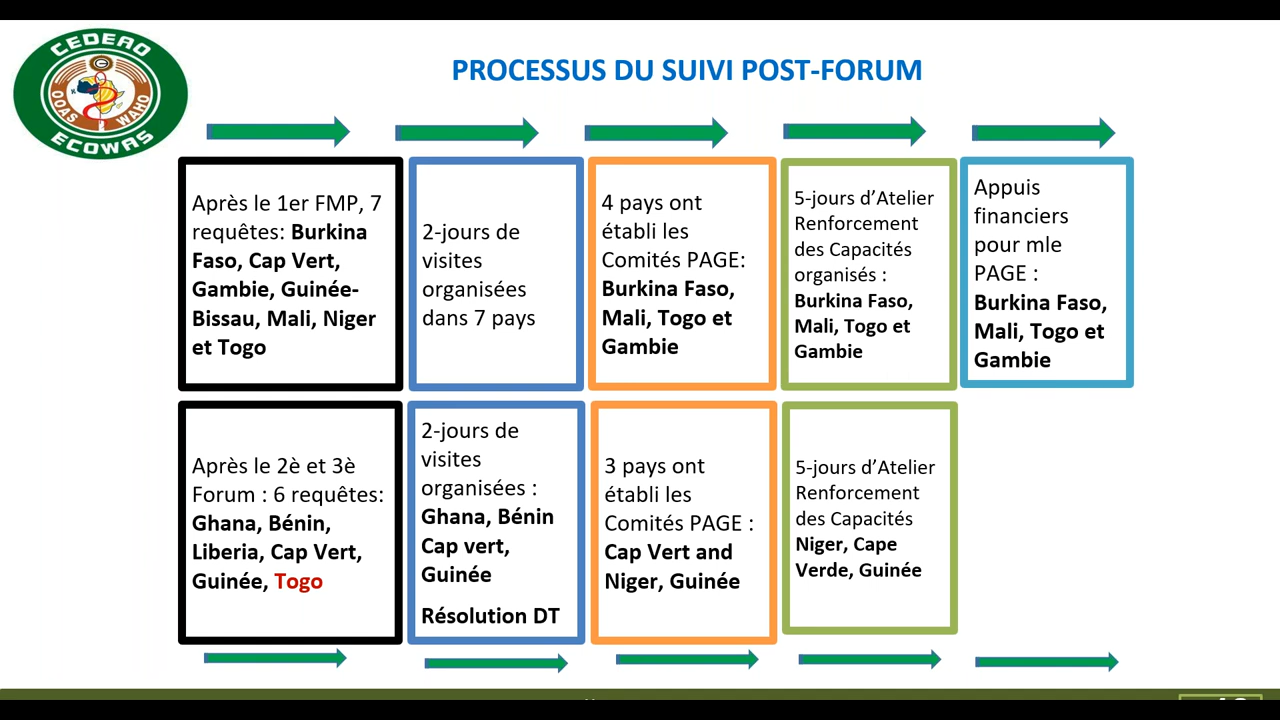 CEDEAO
OOAS WAHO
ECOWAS
PROCESSUS DU SUIVI POST-FORUM
Après le 1er FMP, 7
requêtes: Burkina
Faso, Cap Vert,
Gambie, Guinée-
Bissau, Mali, Niger
et Togo
2-jours de
visites
organisées
dans 7 pays
4 pays ont
établi les
Comités PAGE:
Burkina Faso,
Mali, Togo et
Gambie
5-jours d’Atelier
Renforcement
des Capacités
organisés :
Burkina Faso,
Mali, Togo et
Gambie
Appuis
financiers
pour mle
PAGE :
Burkina Faso,
Mali, Togo et
Gambie
Après le 2è et 3è
Forum : 6 requêtes:
Ghana, Bénin,
Liberia, Cap Vert,
Guinée, Togo
2-jours de
visites
organisées :
Ghana, Bénin
Cap vert,
Guinée
Résolution DT
3 pays ont
établi les
Comités PAGE :
Cap Vert and
Niger, Guinée
5-jours d’Atelier
Renforcement
des Capacités
Niger, Cape
Verde, Guinée